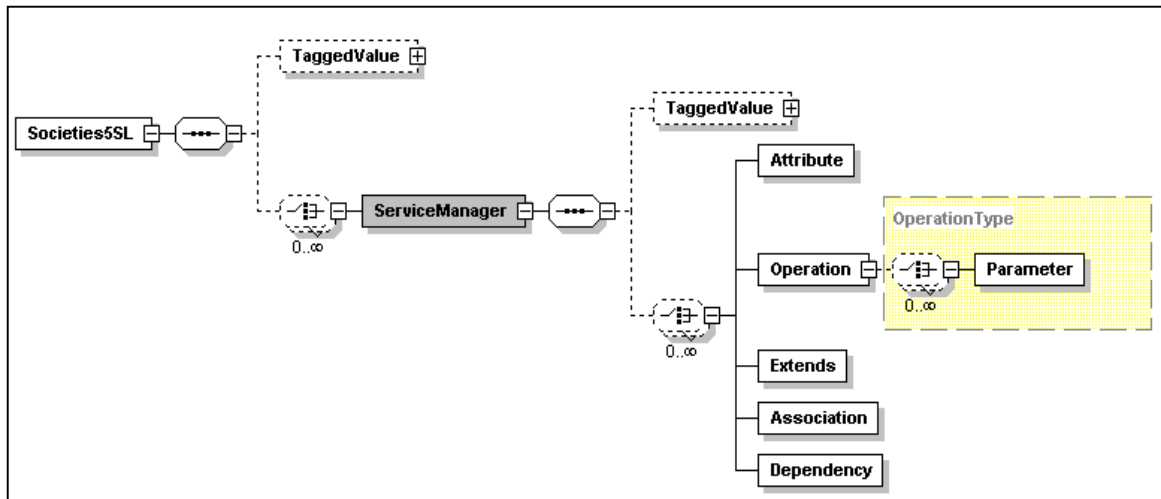 TaggedValue
Societies5SL
ServiceManager
0..∞
TaggedValue
Attribute
OperationType
Operation
Parameter
0..∞
0..∞
Extends
Association
Dependency